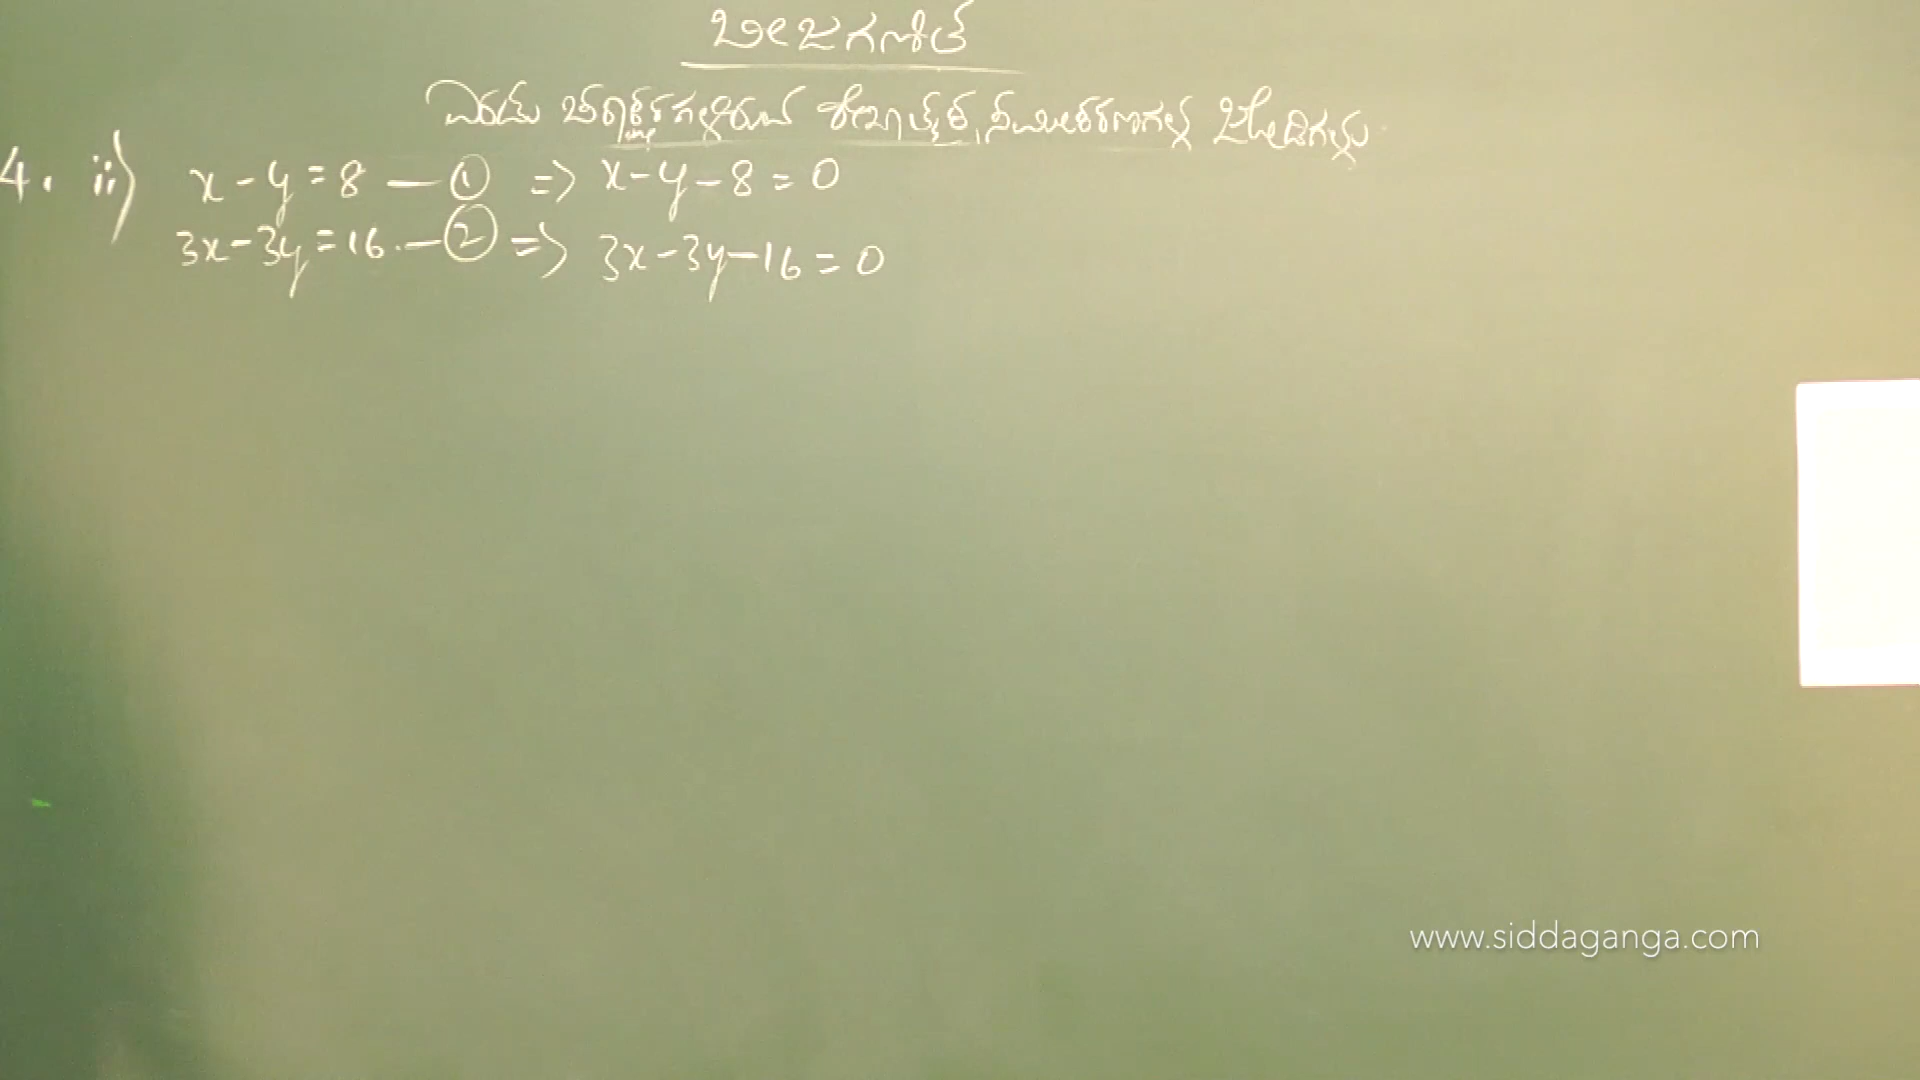 ಬೀಜಗಣಿತ
ಎರಡು ಚರಾಕ್ಷರಗಳಿರುವ ರೇಖಾತ್ಮಕ ಸಮೀಕರಣಗಳ ಜೋಡಿಗಳು
4. ii) x - y = 8 — ① => x - y - 8 = 0
3x - 3y = 16. — ② => 3x - 3y - 16 = 0
www.siddaganga.com